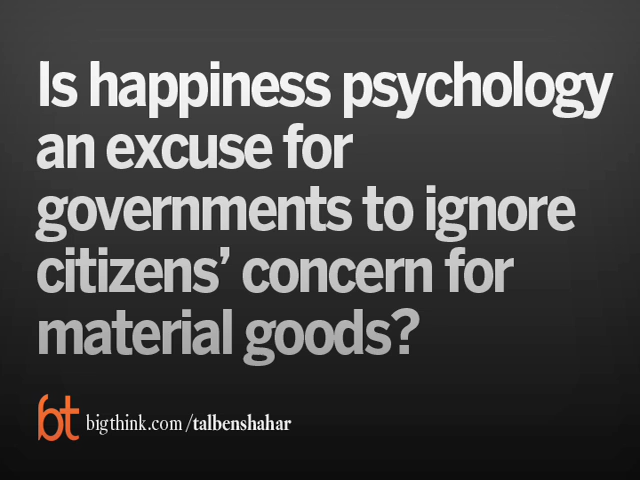 Is happiness psychology
an excuse for
governments to ignore
citizens’ concern for
material goods?
bt bigthink.com/talbenshahar